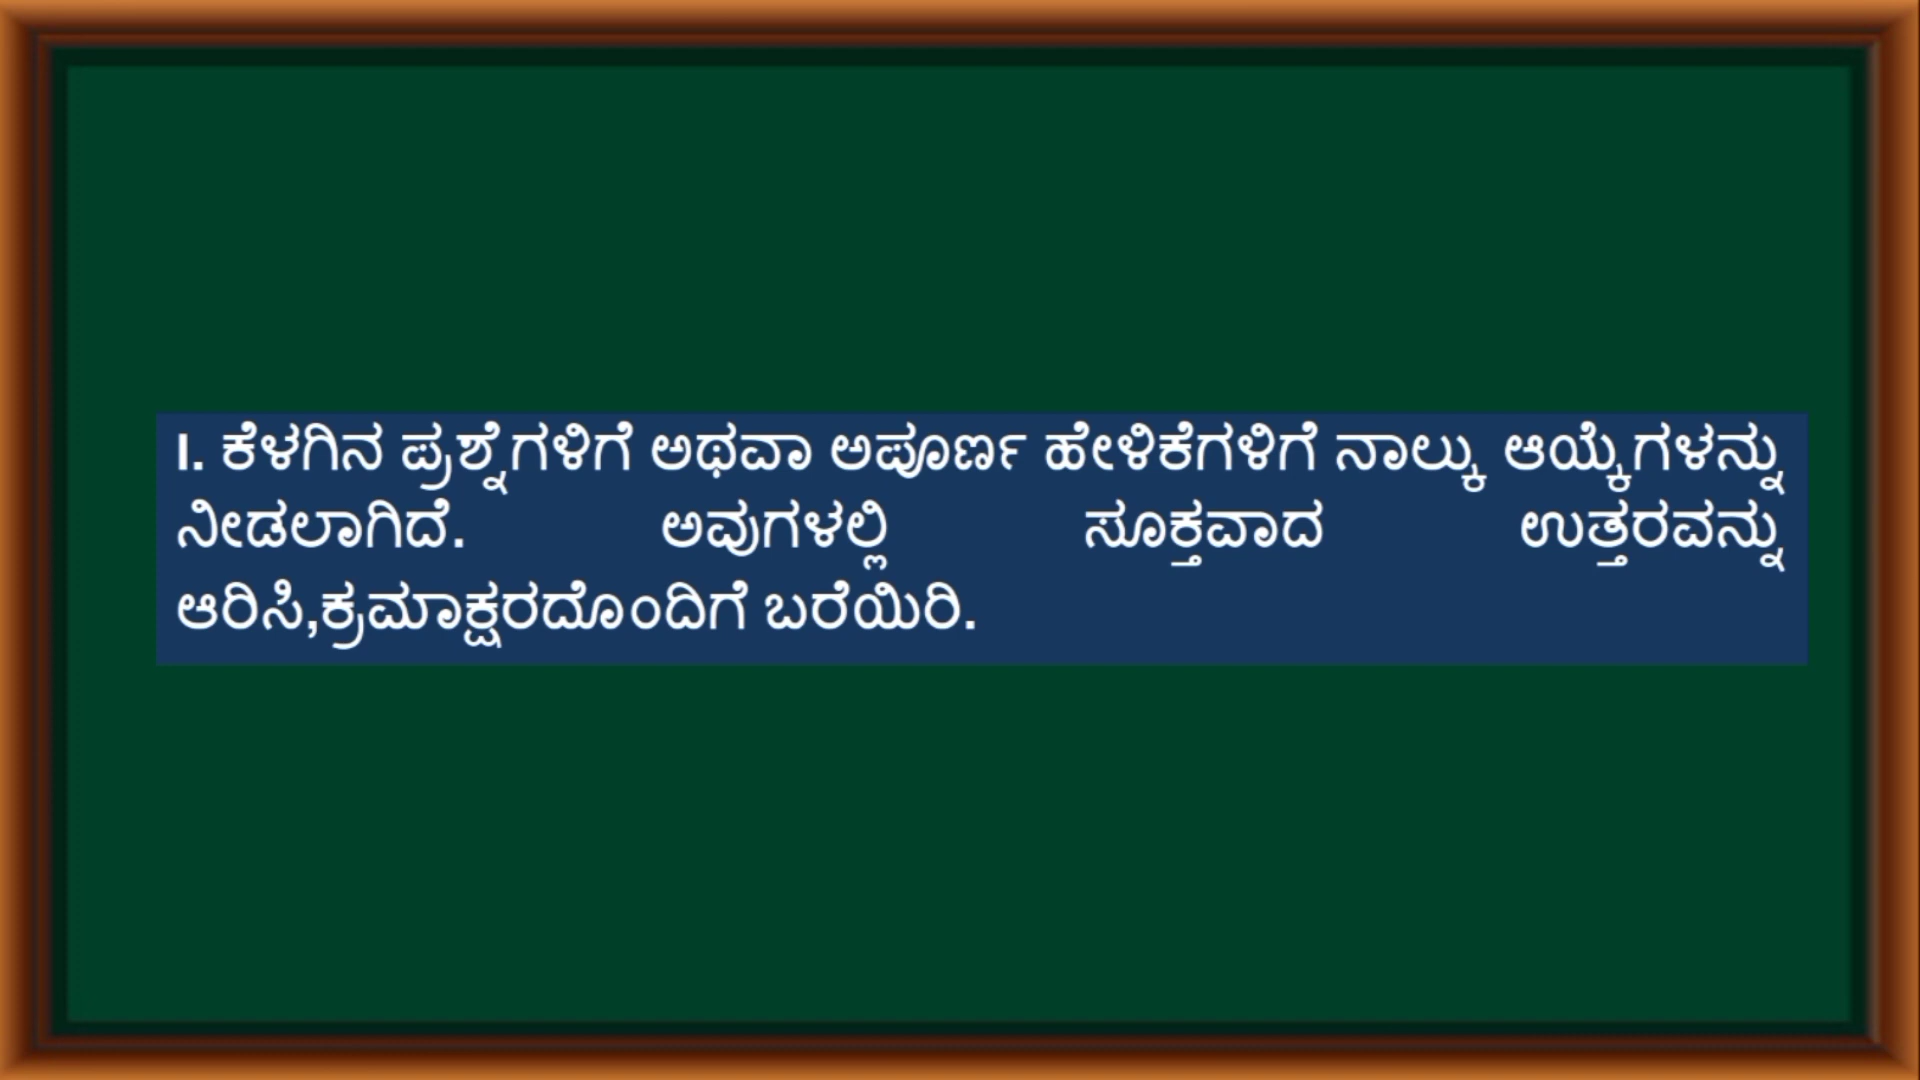 I. ಕೆಳಗಿನ ಪ್ರಶ್ನೆಗಳಿಗೆ ಅಥವಾ ಅಪೂರ್ಣ ಹೇಳಿಕೆಗಳಿಗೆ ನಾಲ್ಕು ಆಯ್ಕೆಗಳನ್ನು
ನೀಡಲಾಗಿದೆ. ಅವುಗಳಲ್ಲಿ ಸೂಕ್ತವಾದ ಉತ್ತರವನ್ನು
ಆರಿಸಿ,ಕ್ರಮಾಕ್ಷರದೊಂದಿಗೆ ಬರೆಯಿರಿ.